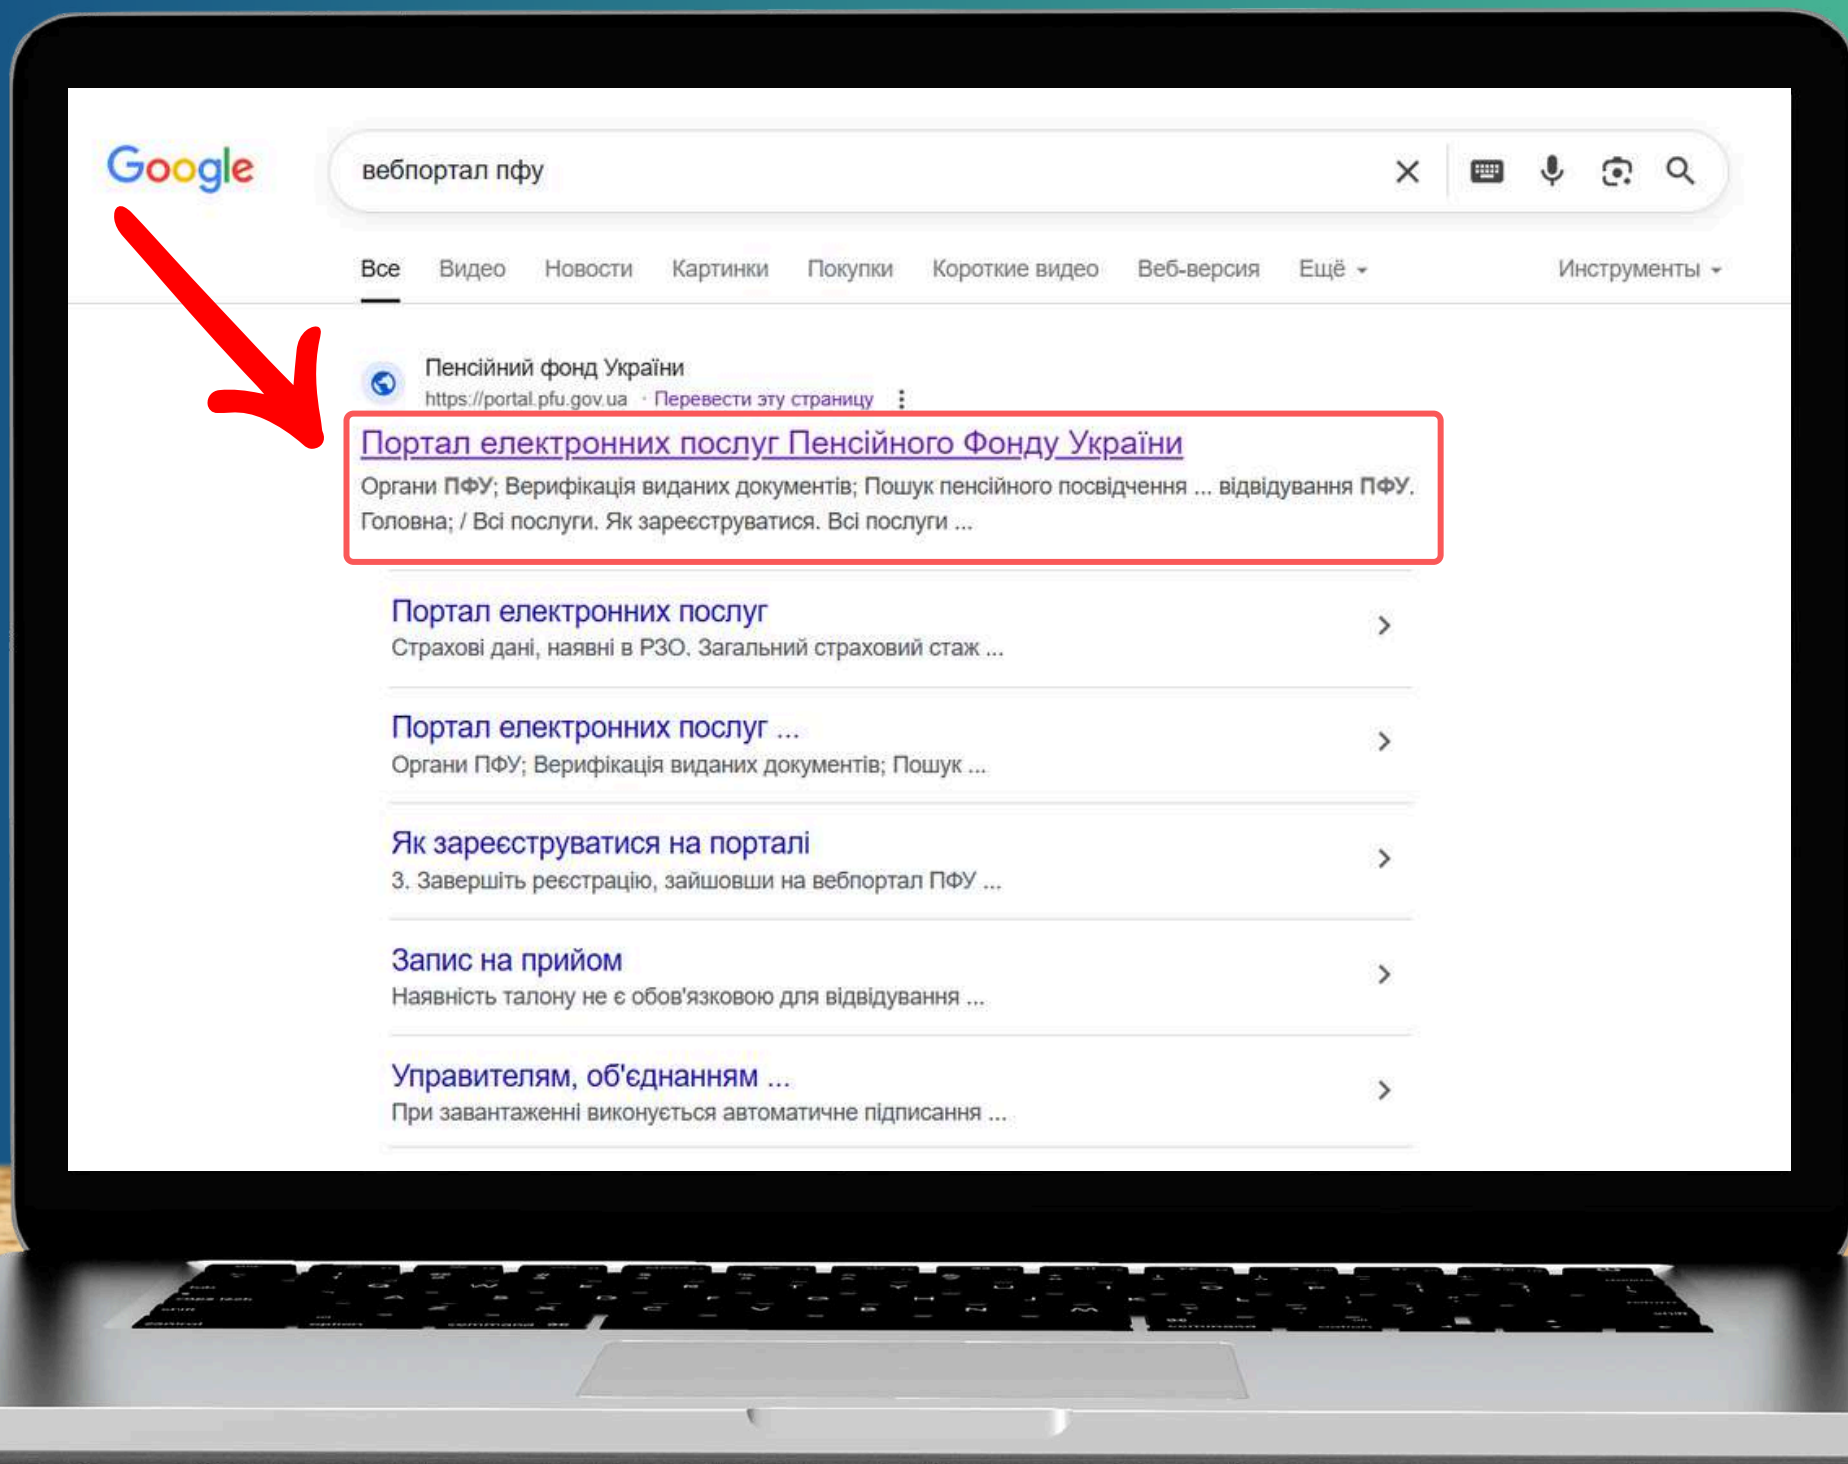 Google
вебпортал пфу
Все Видео Новости Картинки Покупки Короткие видео Веб-версия Ещё Инструменты
Пенсійний фонд України
https://portal.pfu.gov.ua · Перевести эту страницу
Портал електронних послуг Пенсійного Фонду України
Органи ПФУ; Верифікація виданих документів; Пошук пенсійного посвідчення ... відвідування ПФУ.
Головна; / Всі послуги. Як зареєструватися. Всі послуги ...
Портал електронних послуг
Страхові дані, наявні в РЗО. Загальний страховий стаж ...
Портал електронних послуг ...
Органи ПФУ; Верифікація виданих документів; Пошук ...
Як зареєструватися на порталі
3. Завершіть реєстрацію, зайшовши на вебпортал ПФУ ...
Запис на прийом
Наявність талону не є обов'язковою для відвідування ...
Управителям, об'єднанням ...
При завантаженні виконується автоматичне підписання ...